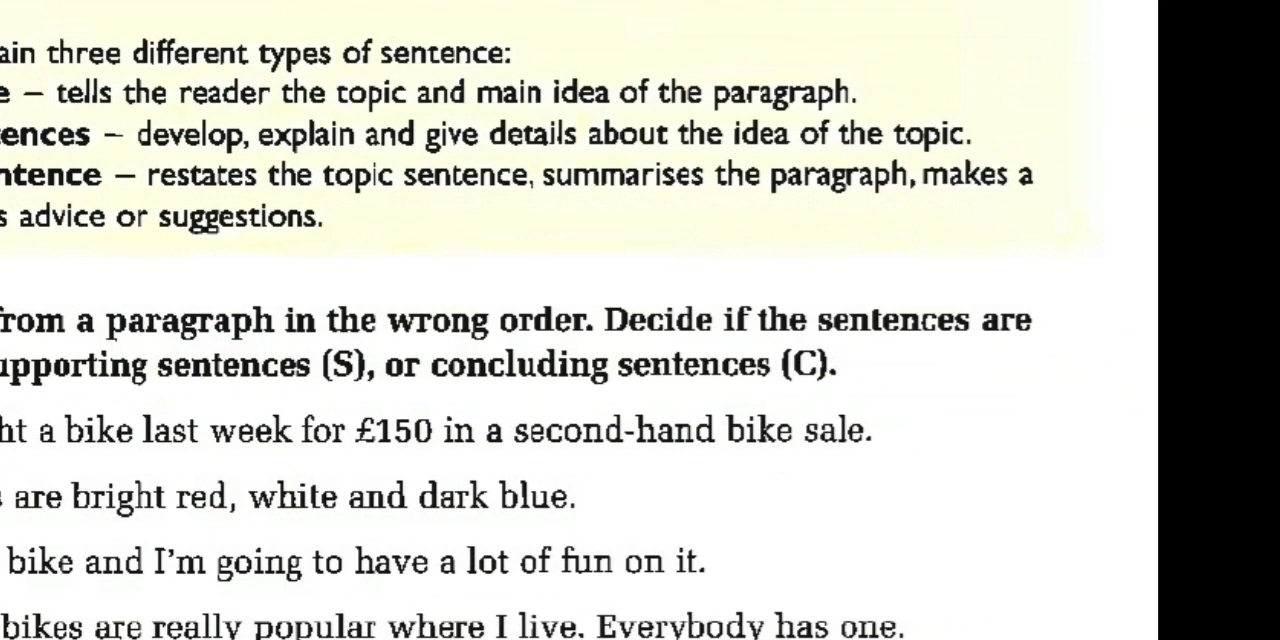 ain three different types of sentence:
e – tells the reader the topic and main idea of the paragraph.
ences – develop, explain and give details about the idea of the topic.
ntence – restates the topic sentence, summarises the paragraph, makes a
s advice or suggestions.
from a paragraph in the wrong order. Decide if the sentences are
upporting sentences (S), or concluding sentences (C).
ht a bike last week for £150 in a second-hand bike sale.
s are bright red, white and dark blue.
bike and I'm going to have a lot of fun on it.
bikes are really popular where I live. Everybody has one.